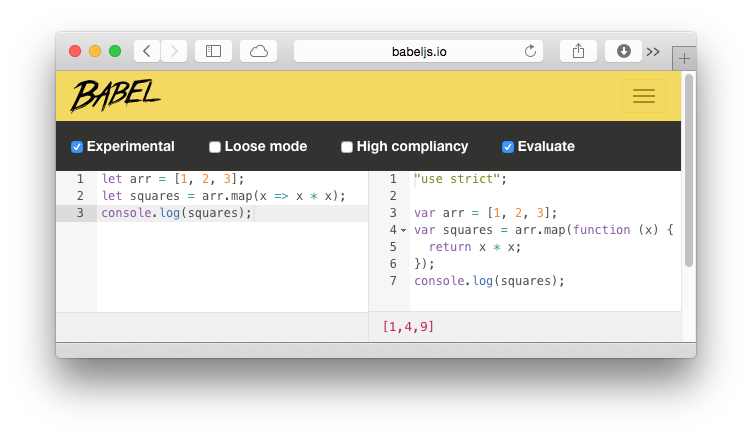 babeljs.io
BABEL
Experimental Loose mode High compliancy Evaluate
1 let arr = [1, 2, 3];
2 let squares = arr.map(x => x * x);
3 console.log(squares);
1 "use strict";
2
3 var arr = [1, 2, 3];
4 var squares = arr.map(function (x) {
5 return x * x;
6 });
7 console.log(squares);
[1,4,9]